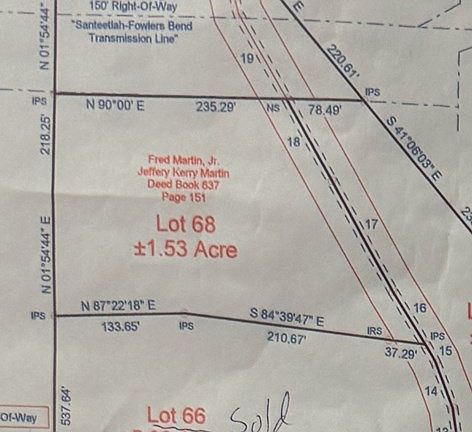 150' Right-Of-Way
"Santeetlah-Fowlers Bend
Transmission Line"
N 01°54'44"
E
220.61'
19
IPS
N 90°00' E
235.29'
NS
78.49'
IPS
218.25'
18
S 41°06'03" E
Fred Martin, Jr.
Jeffery Kerry Martin
Deed Book 637
Page 151
Lot 68
±1.53 Acre
17
N 01°54'44" E
N 87°22'18" E
S 84°39'47" E
16
IPS
133.65'
IPS
210.67'
IRS
IPS
37.29'
15
537.64'
14
Of-Way
Lot 66
Sold